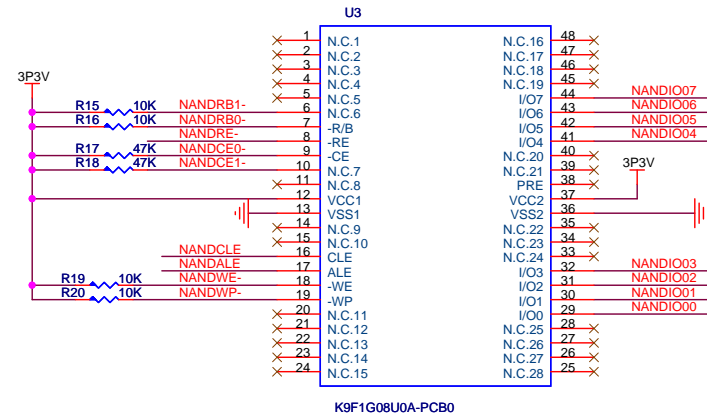 U3
1 N.C.1 N.C.16 48
2 N.C.2 N.C.17 47
3 N.C.3 N.C.18 46
4 N.C.4 N.C.19 45
3P3V 5 N.C.5 I/O7 44 NANDIO07
R15 10K NANDRB1- 6 N.C.6 I/O6 43 NANDIO06
R16 10K NANDRB0- 7 -R/B I/O5 42 NANDIO05
NANDRE- 8 -RE I/O4 41 NANDIO04
R17 47K NANDCE0- 9 -CE N.C.20 40
R18 47K NANDCE1- 10 N.C.7 N.C.21 39 3P3V
11 N.C.8 PRE 38
12 VCC1 VCC2 37
13 VSS1 VSS2 36
14 N.C.9 N.C.22 35
15 N.C.10 N.C.23 34
NANDCLE 16 CLE N.C.24 33
NANDALE 17 ALE I/O3 32 NANDIO03
R19 10K NANDWE- 18 -WE I/O2 31 NANDIO02
R20 10K NANDWP- 19 -WP I/O1 30 NANDIO01
20 N.C.11 I/O0 29 NANDIO00
21 N.C.12 N.C.25 28
22 N.C.13 N.C.26 27
23 N.C.14 N.C.27 26
24 N.C.15 N.C.28 25
K9F1G08U0A-PCB0